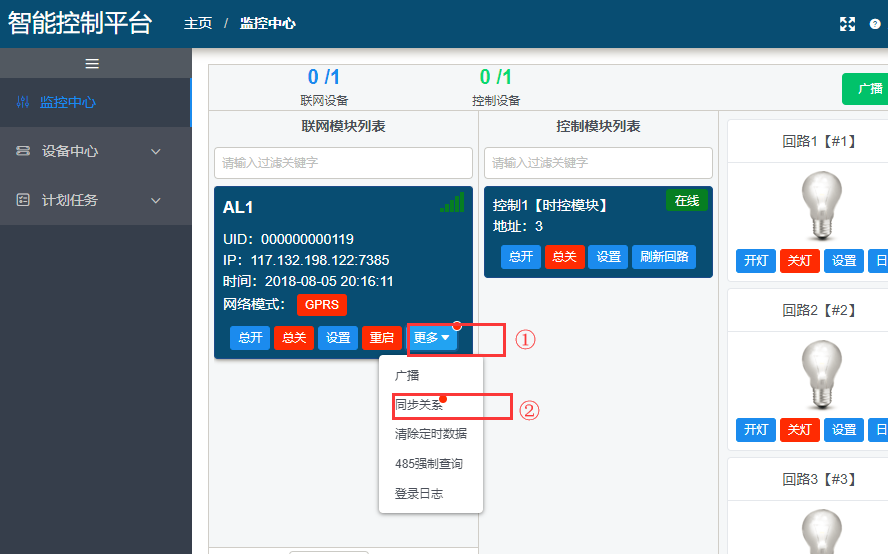 智能控制平台
主页 / 监控中心
监控中心
设备中心
计划任务
0 /1
联网设备
0 /1
控制设备
广播
联网模块列表
请输入过滤关键字
AL1
UID：000000000119
IP：117.132.198.122:7385
时间：2018-08-05 20:16:11
网络模式： GPRS
总开 总关 设置 重启 更多
①
广播
同步关系
②
清除定时数据
485强制查询
登录日志
控制模块列表
请输入过滤关键字
控制1【时控模块】 在线
地址：3
总开 总关 设置 刷新回路
回路1【#1】
开灯 关灯 设置 日
回路2【#2】
开灯 关灯 设置 日
回路3【#3】